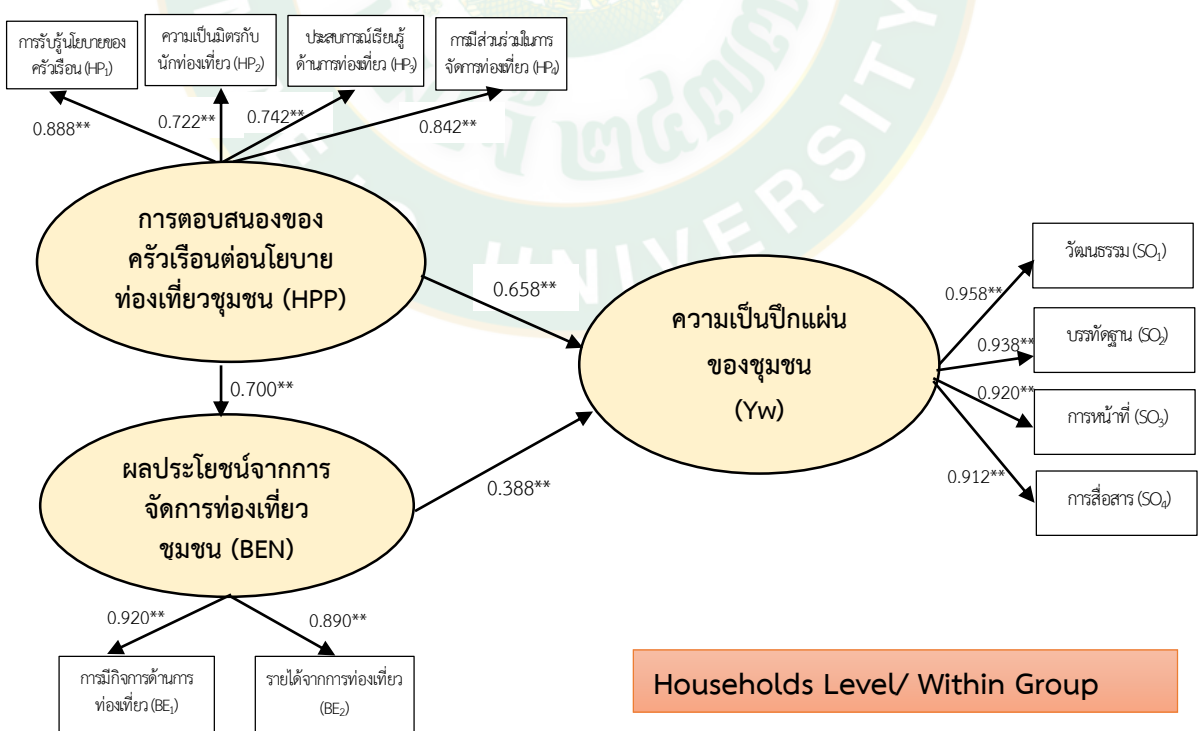 การรับรู้นโยบายของ
ครัวเรือน (HP₁)
ความเป็นมิตรกับ
นักท่องเที่ยว (HP₂)
ประสบการณ์เรียนรู้
ด้านการท่องเที่ยว (HP₃)
การมีส่วนร่วมในการ
จัดการท่องเที่ยว (HP₄)
0.888**
0.722**
0.742**
0.842**
การตอบสนองของ
ครัวเรือนต่อนโยบาย
ท่องเที่ยวชุมชน (HPP)
0.658**
0.700**
ผลประโยชน์จากการ
จัดการท่องเที่ยว
ชุมชน (BEN)
0.388**
ความเป็นปึกแผ่น
ของชุมชน
(Yw)
0.958**
วัฒนธรรม (SO₁)
0.938**
บรรทัดฐาน (SO₂)
0.920**
การหน้าที่ (SO₃)
0.912**
การสื่อสาร (SO₄)
0.920**
0.890**
การมีกิจการด้านการ
ท่องเที่ยว (BE₁)
รายได้จากการท่องเที่ยว
(BE₂)
Households Level/ Within Group
UNIVERSITY